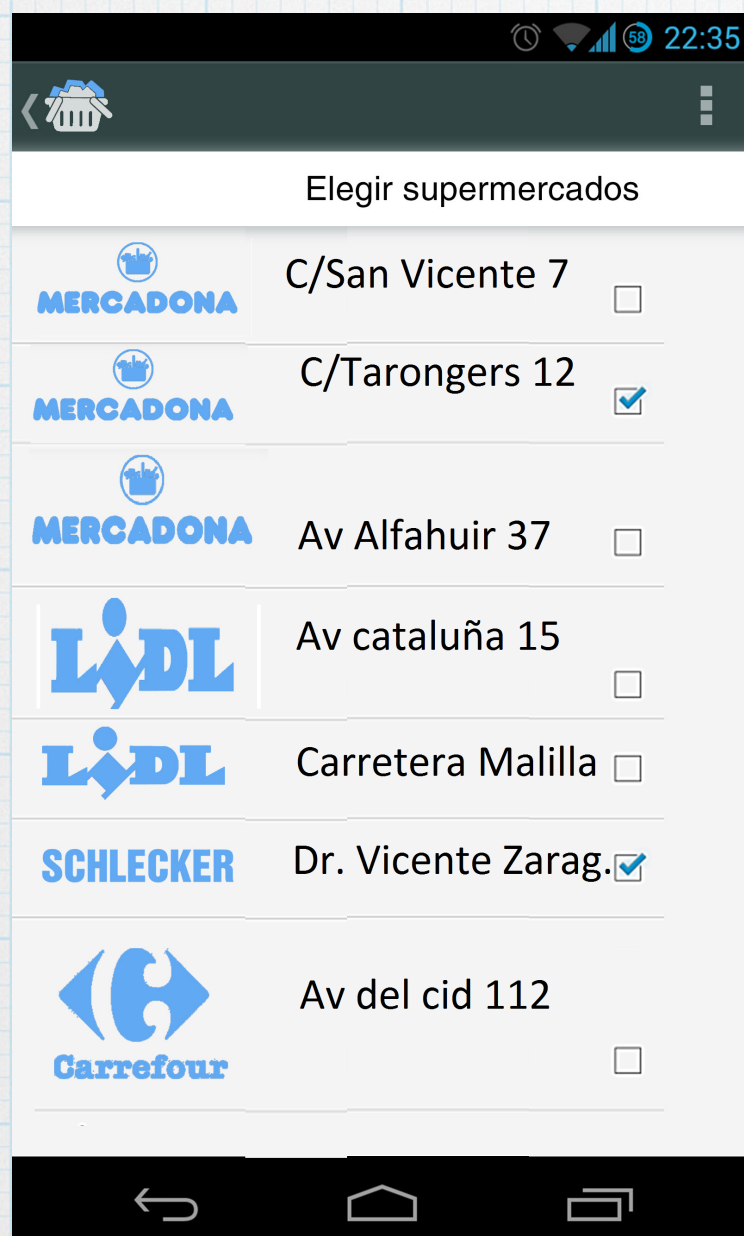 58 22:35
Elegir supermercados
MERCADONA C/San Vicente 7
MERCADONA C/Tarongers 12
MERCADONA Av Alfahuir 37
LiDL Av cataluña 15
LiDL Carretera Malilla
SCHLECKER Dr. Vicente Zarag.
Carrefour Av del cid 112